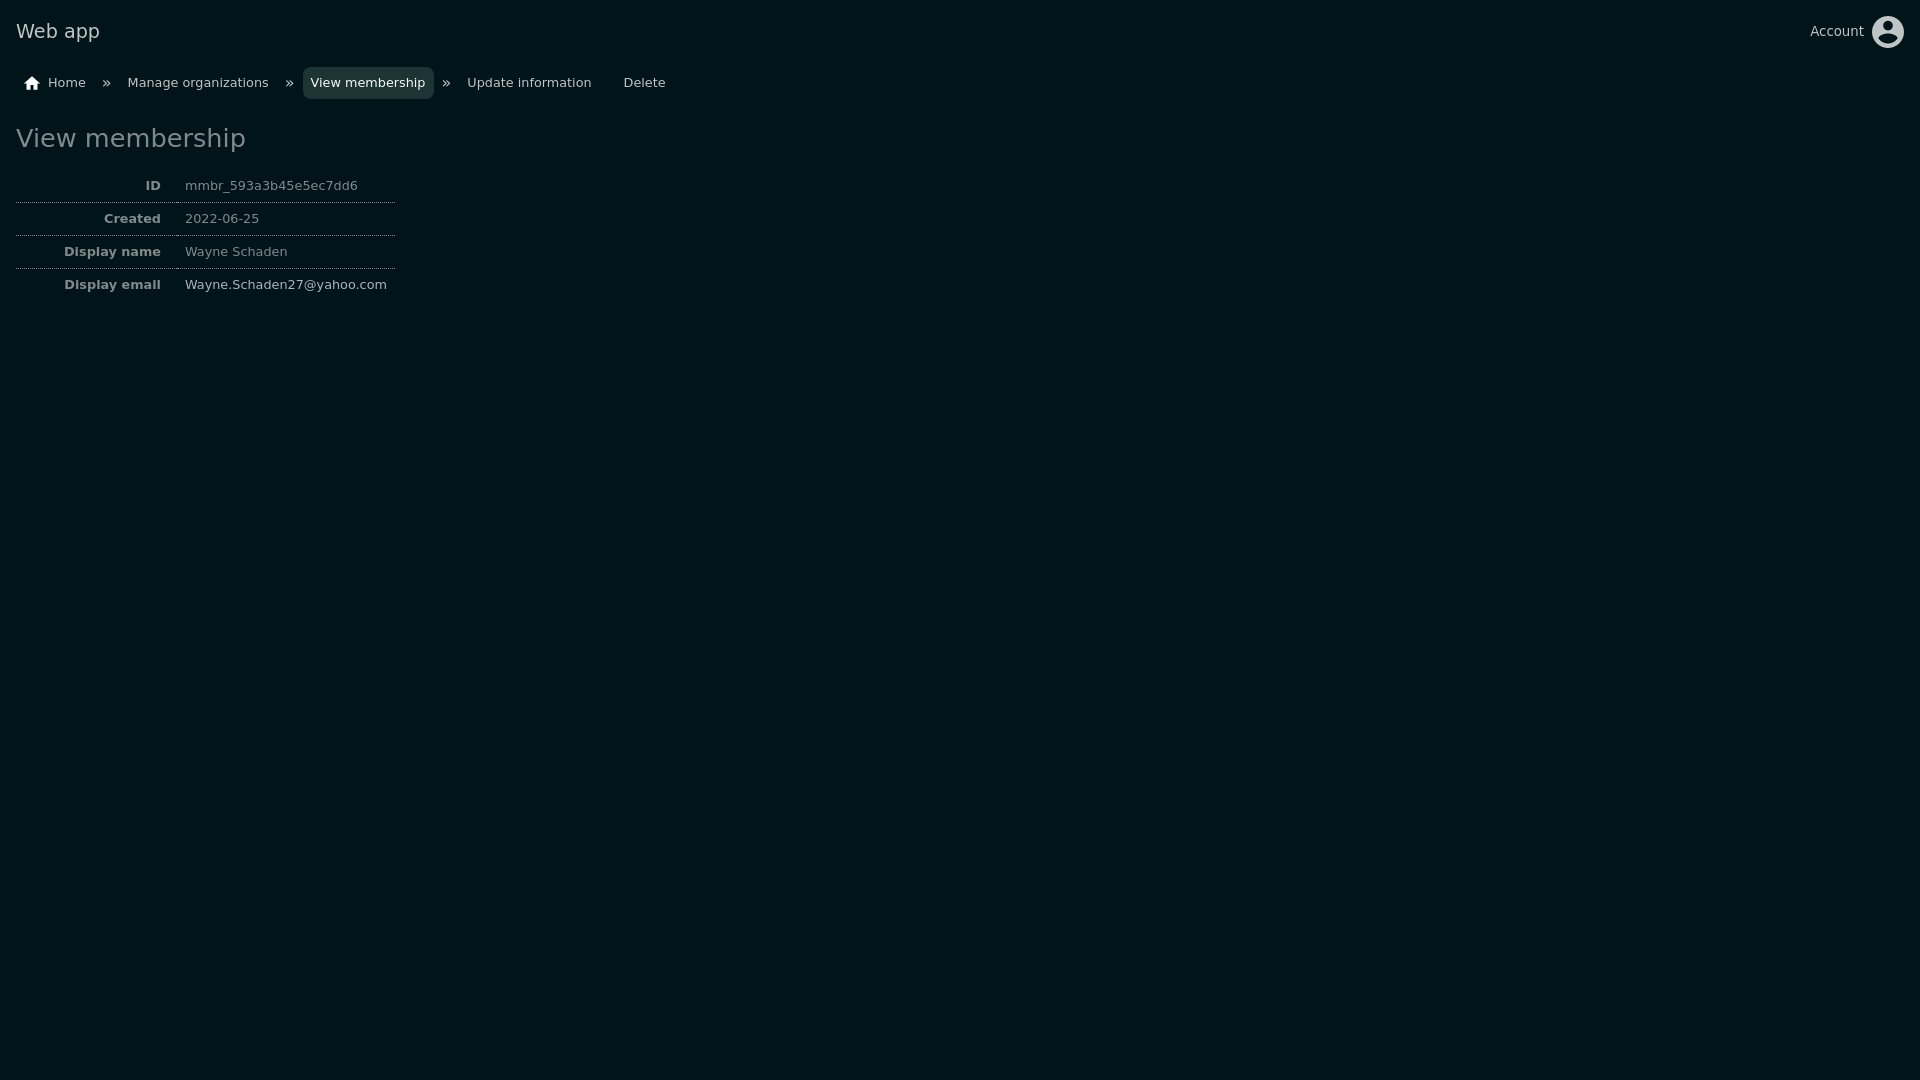 Web app
Account
Home » Manage organizations » View membership » Update information Delete
View membership
ID mmbr_593a3b45e5ec7dd6
Created 2022-06-25
Display name Wayne Schaden
Display email Wayne.Schaden27@yahoo.com